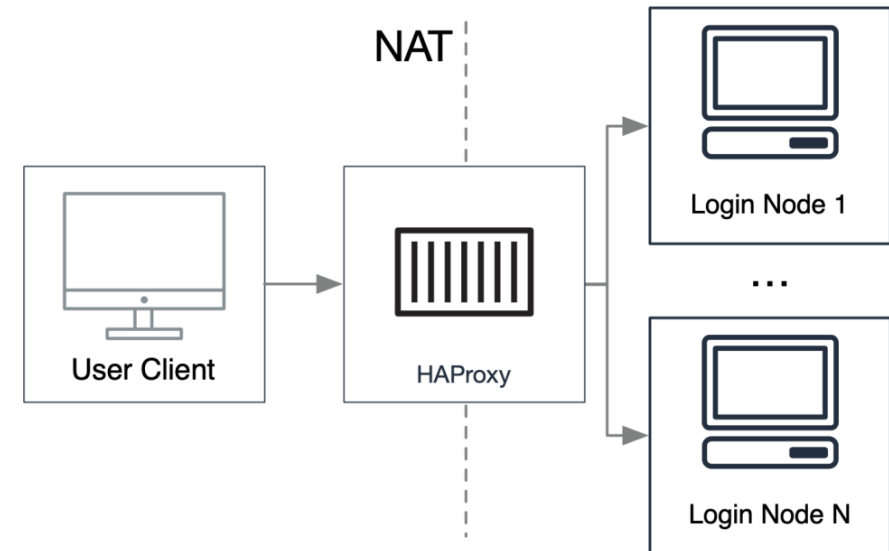 NAT
User Client
HAProxy
Login Node 1
...
Login Node N